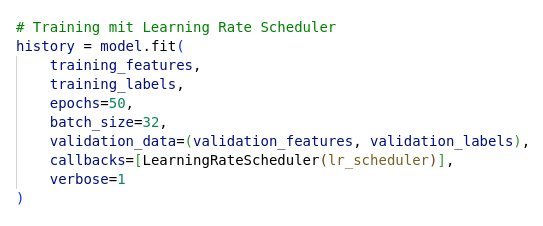 # Training mit Learning Rate Scheduler
history = model.fit(
    training_features,
    training_labels,
    epochs=50,
    batch_size=32,
    validation_data=(validation_features, validation_labels),
    callbacks=[LearningRateScheduler(lr_scheduler)],
    verbose=1
)